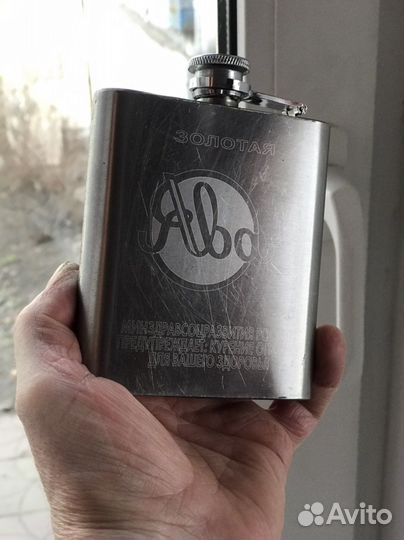 ЗОЛОТАЯ
Ява
МИНЗДРАВСОЦРАЗВИТИЯ
ПРЕДУПРЕЖДАЕТ: КУРЕНИЕ
ДЛЯ ВАШЕГО ЗДОРОВЬЯ
Avito